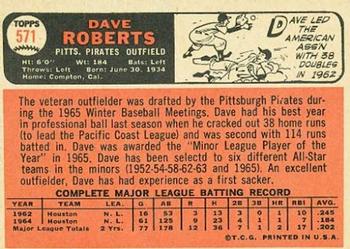 TOPPS
571
DAVE
ROBERTS
PITTS. PIRATES OUTFIELD
Ht: 6'0" Wt: 184 Bats: Left
Throws: Left Born: June 30, 1934
Home: Compton, Cal.
DAVE LED
THE
AMERICAN
ASS'N
WITH 38
DOUBLES
IN 1962
The veteran outfielder was drafted by the Pittsburgh Pirates dur-
ing the 1965 Winter Baseball Meetings. Dave had his best year
in professional ball last season when he cracked out 38 home runs
(to lead the Pacific Coast League) and was second with 114 runs
batted in. Dave was awarded the "Minor League Player of the
Year" in 1965. Dave has been selectd to six different All-Star
teams in the minors (1952-54-58-62-63 and 1965). An excellent
outfielder, Dave has had experience as a first sacker.
COMPLETE MAJOR LEAGUE BATTING RECORD
YEAR TEAM LEA. G AB R H 2B 3B HR RBI AVG.
1962 Houston N.L. 16 53 3 13 3 0 1 10 .245
1964 Houston N.L. 61 125 9 23 4 1 1 7 .184
Major League Totals 2 Yrs. 77 178 12 36 7 1 2 17 .202
© T.C.G. PRINTED IN U.S.A.